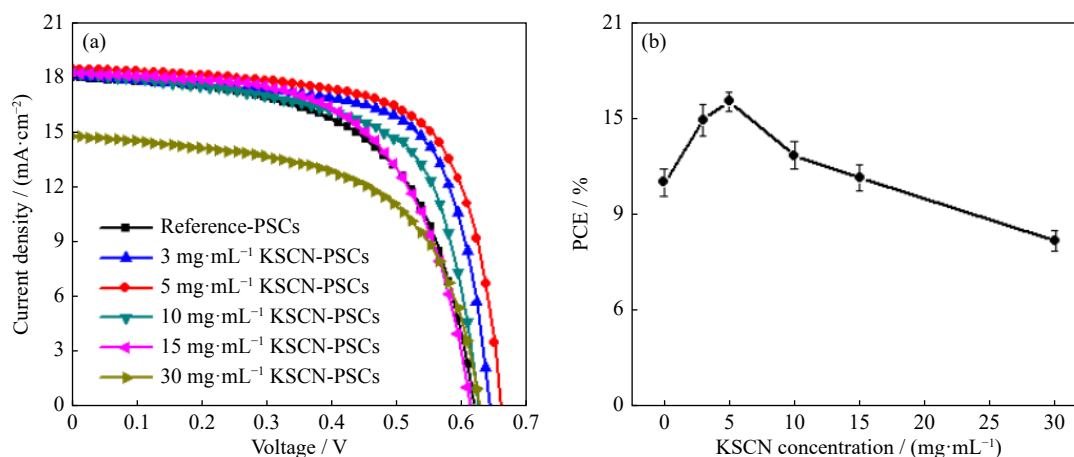 (a)
21
18
15
12
9
6
3
0
Current density / (mA·cm⁻²)
Reference-PSCs
3 mg·mL⁻¹ KSCN-PSCs
5 mg·mL⁻¹ KSCN-PSCs
10 mg·mL⁻¹ KSCN-PSCs
15 mg·mL⁻¹ KSCN-PSCs
30 mg·mL⁻¹ KSCN-PSCs
0 0.1 0.2 0.3 0.4 0.5 0.6 0.7
Voltage / V
(b)
21
15
9
6
3
0
PCE / %
0 5 10 15 20 25 30
KSCN concentration / (mg·mL⁻¹)